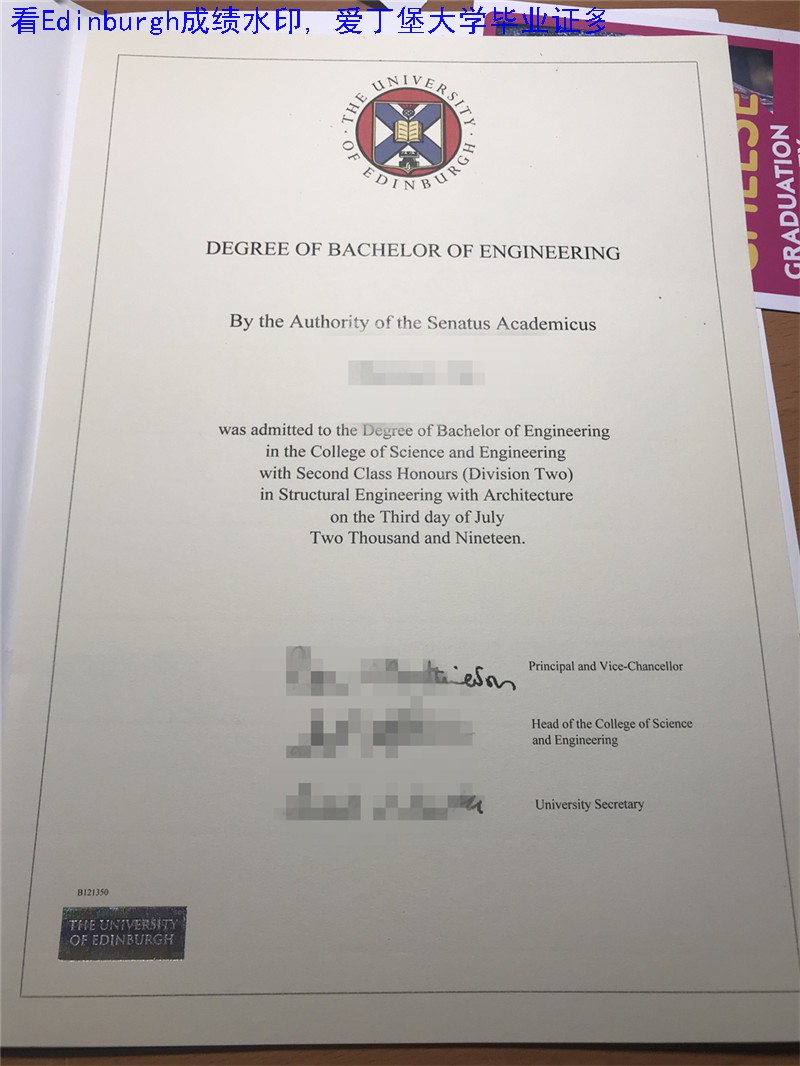 看Edinburgh成绩水印, 爱丁堡大学毕业证多
THE UNIVERSITY OF EDINBURGH
GRADUATION
DEGREE OF BACHELOR OF ENGINEERING
By the Authority of the Senatus Academicus
was admitted to the Degree of Bachelor of Engineering
in the College of Science and Engineering
with Second Class Honours (Division Two)
in Structural Engineering with Architecture
on the Third day of July
Two Thousand and Nineteen.
Principal and Vice-Chancellor
Head of the College of Science
and Engineering
University Secretary
B121350
THE UNIVERSITY
OF EDINBURGH